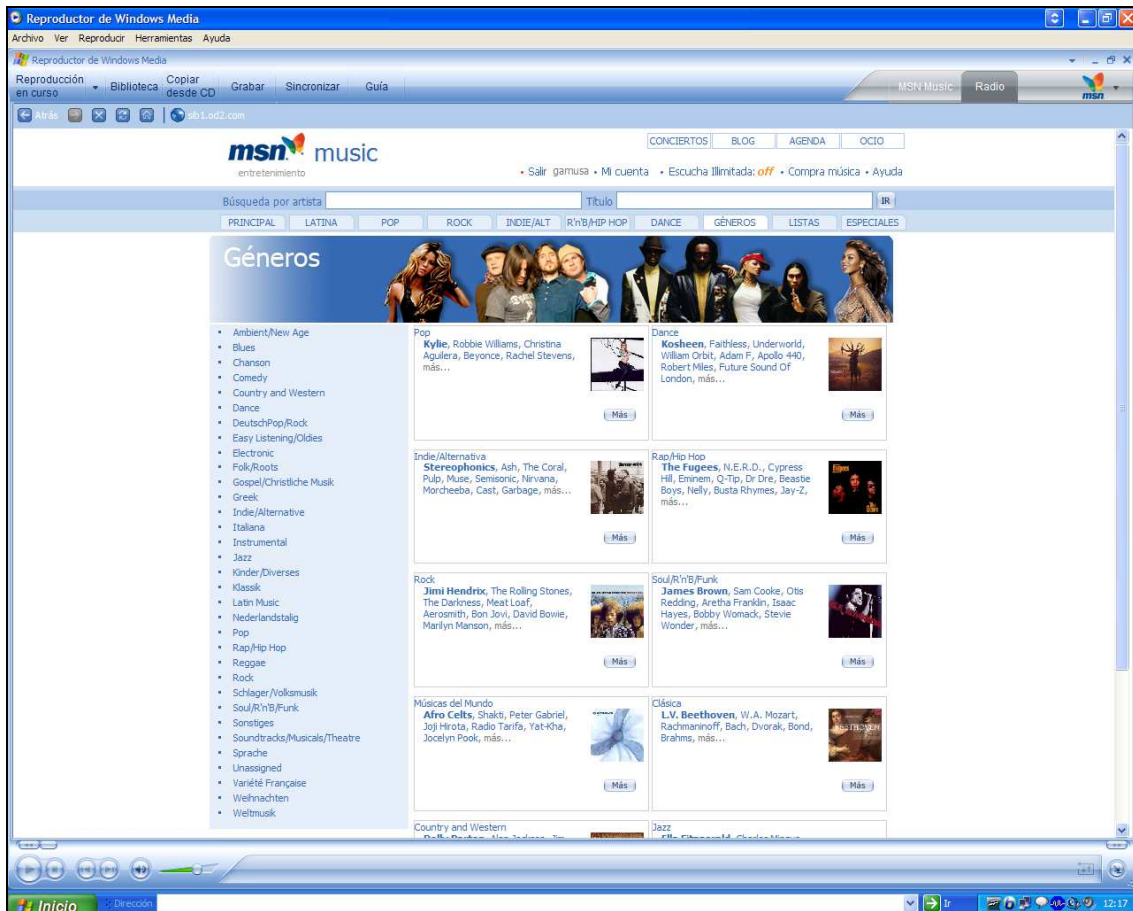 Reproductor de Windows Media
Archivo Ver Reproducir Herramientas Ayuda
Reproductor de Windows Media
Reproducción en curso Biblioteca Copiar desde CD Grabar Sincronizar Guía MSN Music Radio msn
Atrás slb1.od2.com
CONCIERTOS BLOG AGENDA OCIO
msn music
entretenimiento
• Salir gamusa • Mi cuenta • Escucha Ilimitada: off • Compra música • Ayuda
Búsqueda por artista Título IR
PRINCIPAL LATINA POP ROCK INDIE/ALT R'n'B/HIP HOP DANCE GÉNEROS LISTAS ESPECIALES
Géneros
Ambient/New Age
Blues
Chanson
Comedy
Country and Western
Dance
DeutschPop/Rock
Easy Listening/Oldies
Electronic
Folk/Roots
Gospel/Christliche Musik
Greek
Indie/Alternative
Italiana
Instrumental
Jazz
Kinder/Diverses
Klassik
Latin Music
Nederlandstalig
Pop
Rap/Hip Hop
Reggae
Rock
Schlager/Volksmusik
Soul/R'n'B/Funk
Sonstiges
Soundtracks/Musicals/Theatre
Sprache
Unassigned
Variété Française
Weihnachten
Weltmusik
Pop
Kylie, Robbie Williams, Christina
Aguilera, Beyonce, Rachel Stevens,
más...
Más
Dance
Kosheen, Faithless, Underworld,
William Orbit, Adam F, Apollo 440,
Robert Miles, Future Sound Of
London, más...
Más
Indie/Alternativa
Stereophonics, Ash, The Coral,
Pulp, Muse, Semisonic, Nirvana,
Morcheeba, Cast, Garbage, más...
Más
Rap/Hip Hop
The Fugees, N.E.R.D., Cypress
Hill, Eminem, Q-Tip, Dr Dre, Beastie
Boys, Nelly, Busta Rhymes, Jay-Z,
más...
Más
Rock
Jimi Hendrix, The Rolling Stones,
The Darkness, Meat Loaf,
Aerosmith, Bon Jovi, David Bowie,
Marilyn Manson, más...
Más
Soul/R'n'B/Funk
James Brown, Sam Cooke, Otis
Redding, Aretha Franklin, Isaac
Hayes, Bobby Womack, Stevie
Wonder, más...
Más
Músicas del Mundo
Afro Celts, Shakti, Peter Gabriel,
Joji Hirota, Radio Tarifa, Yat-Kha,
Jocelyn Pook, más...
Más
Clásica
L.V. Beethoven, W.A. Mozart,
Rachmaninoff, Bach, Dvorak, Bond,
Brahms, más...
BEETHOVEN
Más
Country and Western
Jazz
Inicio Dirección Ir 12:17